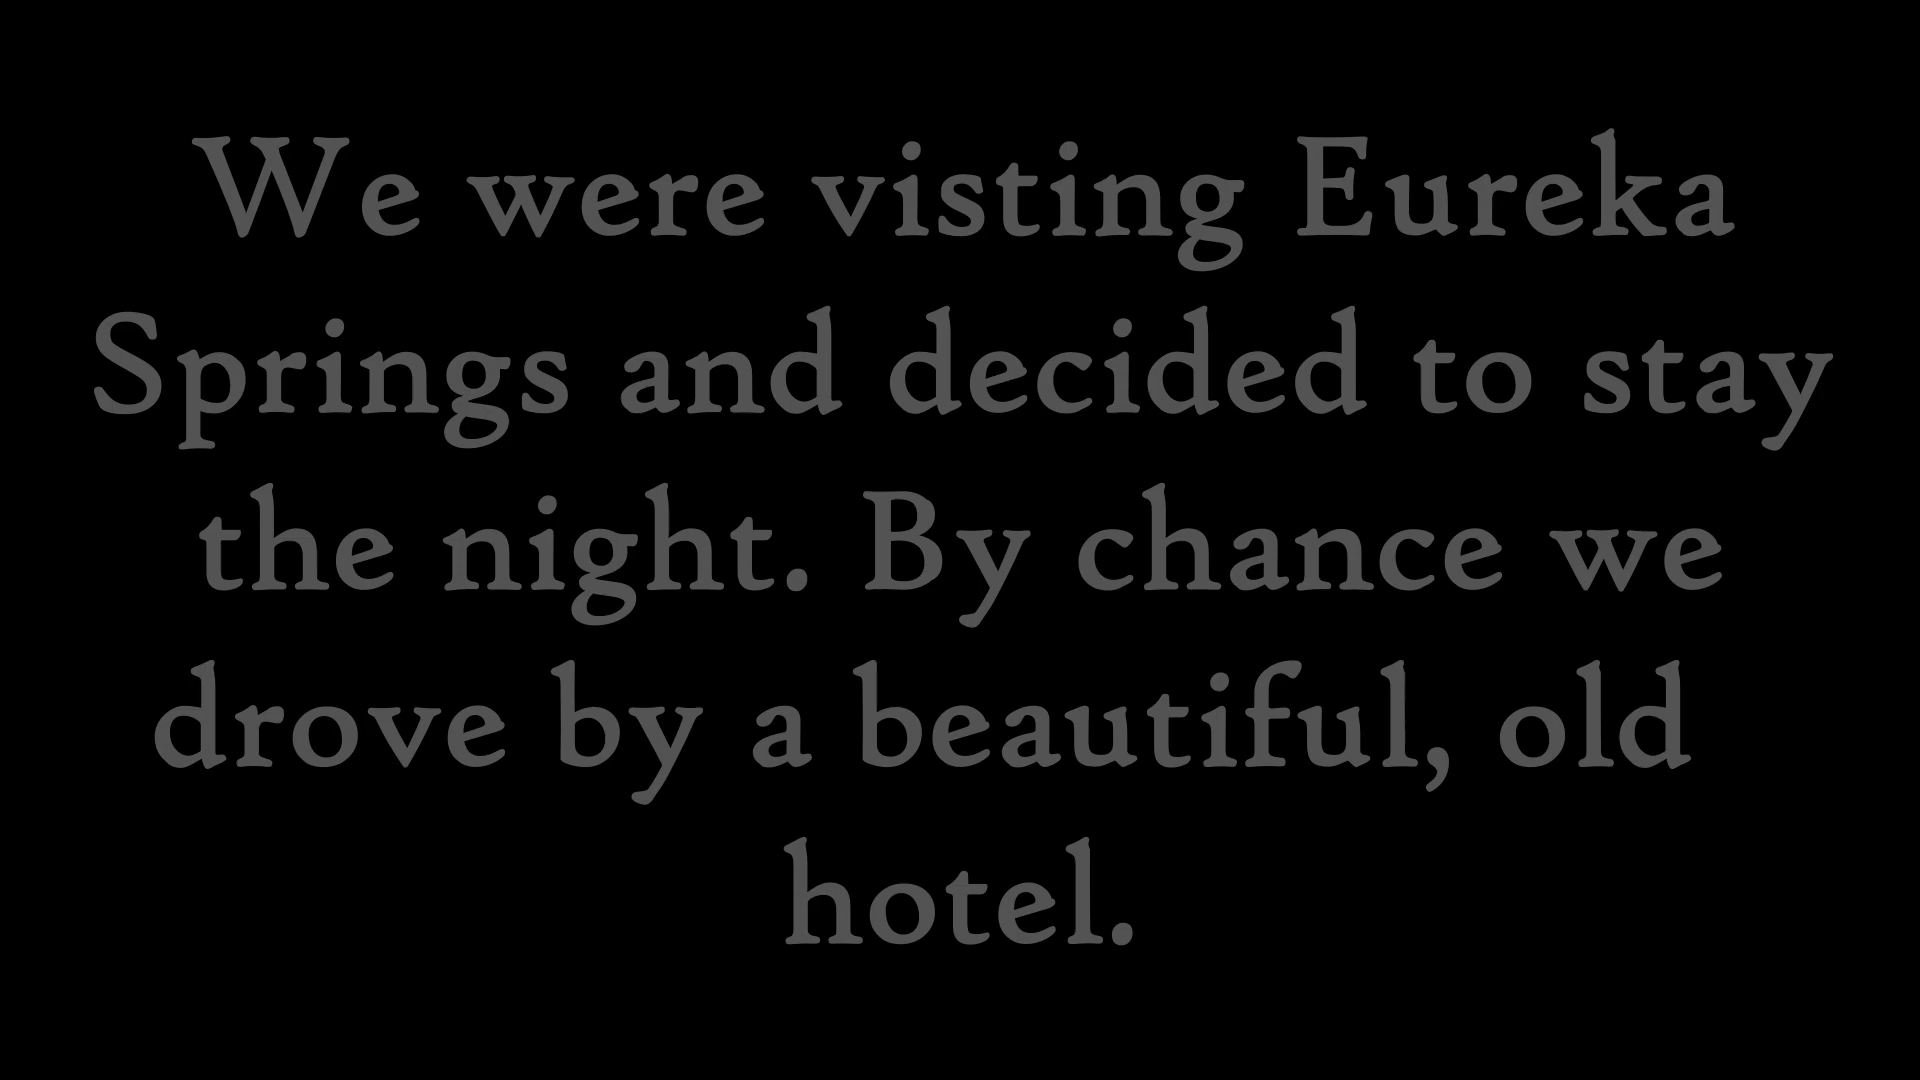 We were visting Eureka
Springs and decided to stay
the night. By chance we
drove by a beautiful, old
hotel.